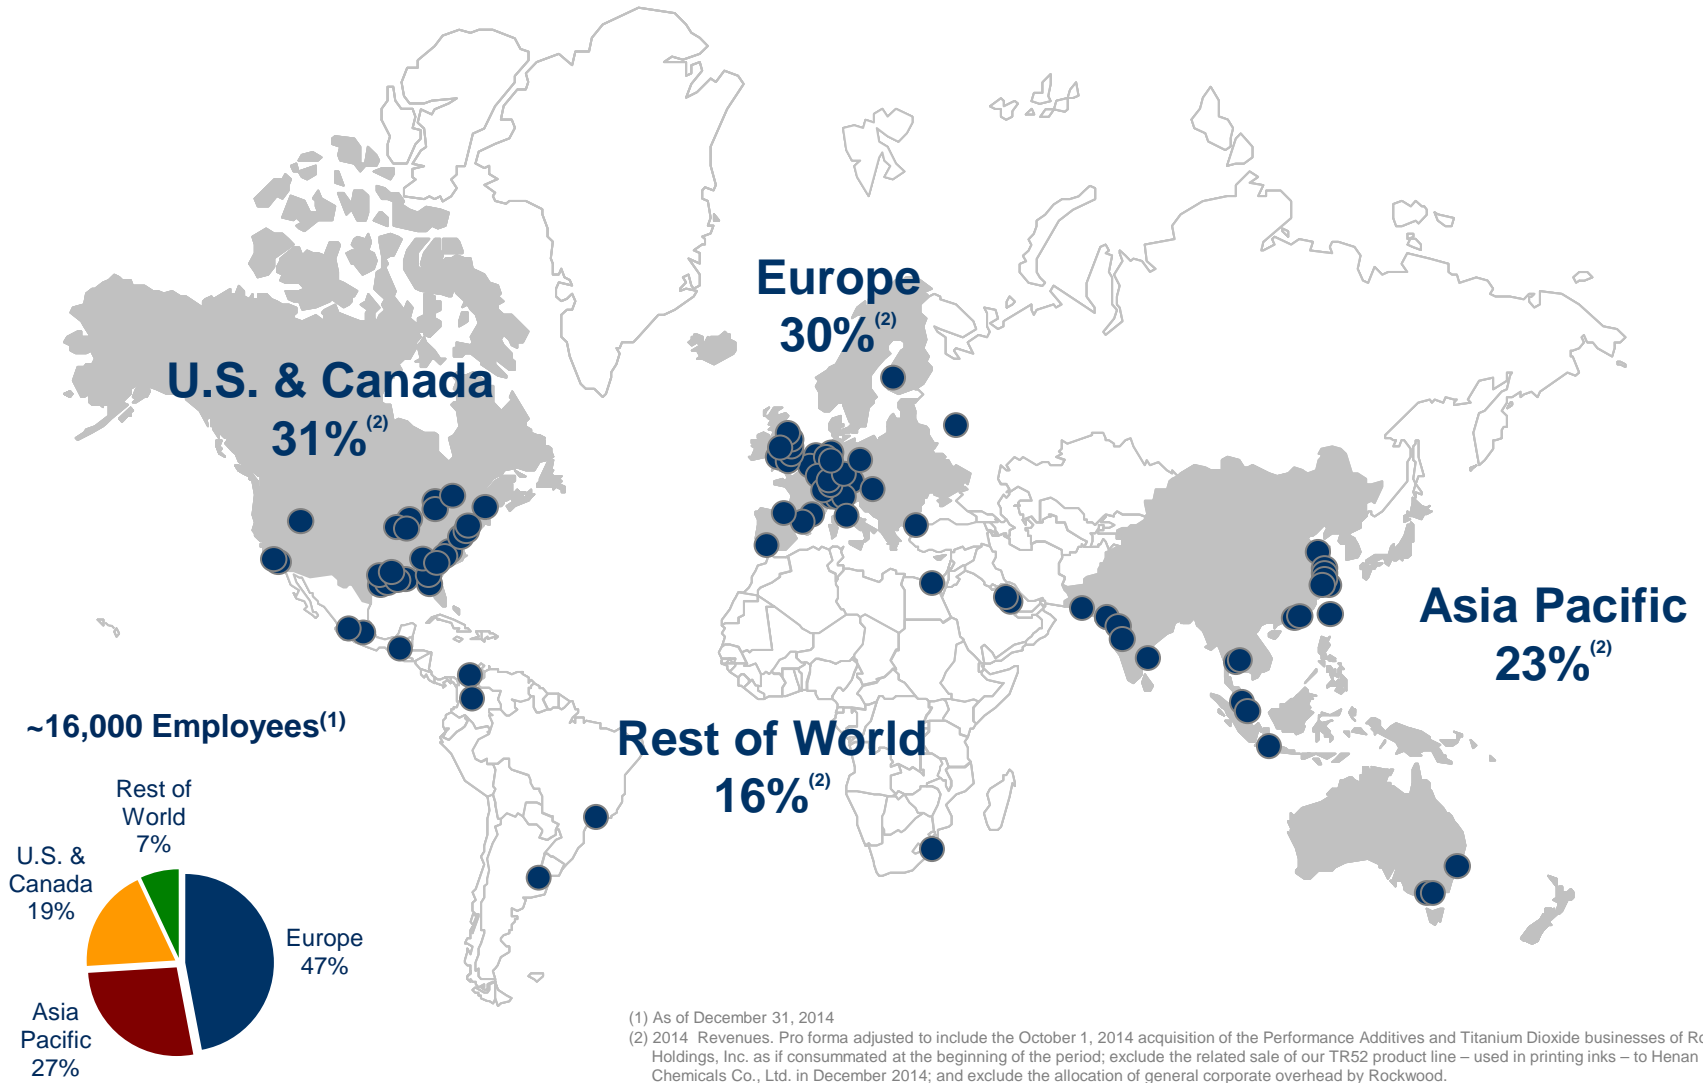 Europe
30%(2)
U.S. & Canada
31%(2)
Asia Pacific
23%(2)
Rest of World
16%(2)
~16,000 Employees(1)
Rest of
World
7%
U.S. &
Canada
19%
Europe
47%
Asia
Pacific
27%
(1) As of December 31, 2014
(2) 2014 Revenues. Pro forma adjusted to include the October 1, 2014 acquisition of the Performance Additives and Titanium Dioxide businesses of
Holdings, Inc. as if consummated at the beginning of the period; exclude the related sale of our TR52 product line – used in printing inks – to Henan
Chemicals Co., Ltd. in December 2014; and exclude the allocation of general corporate overhead by Rockwood.